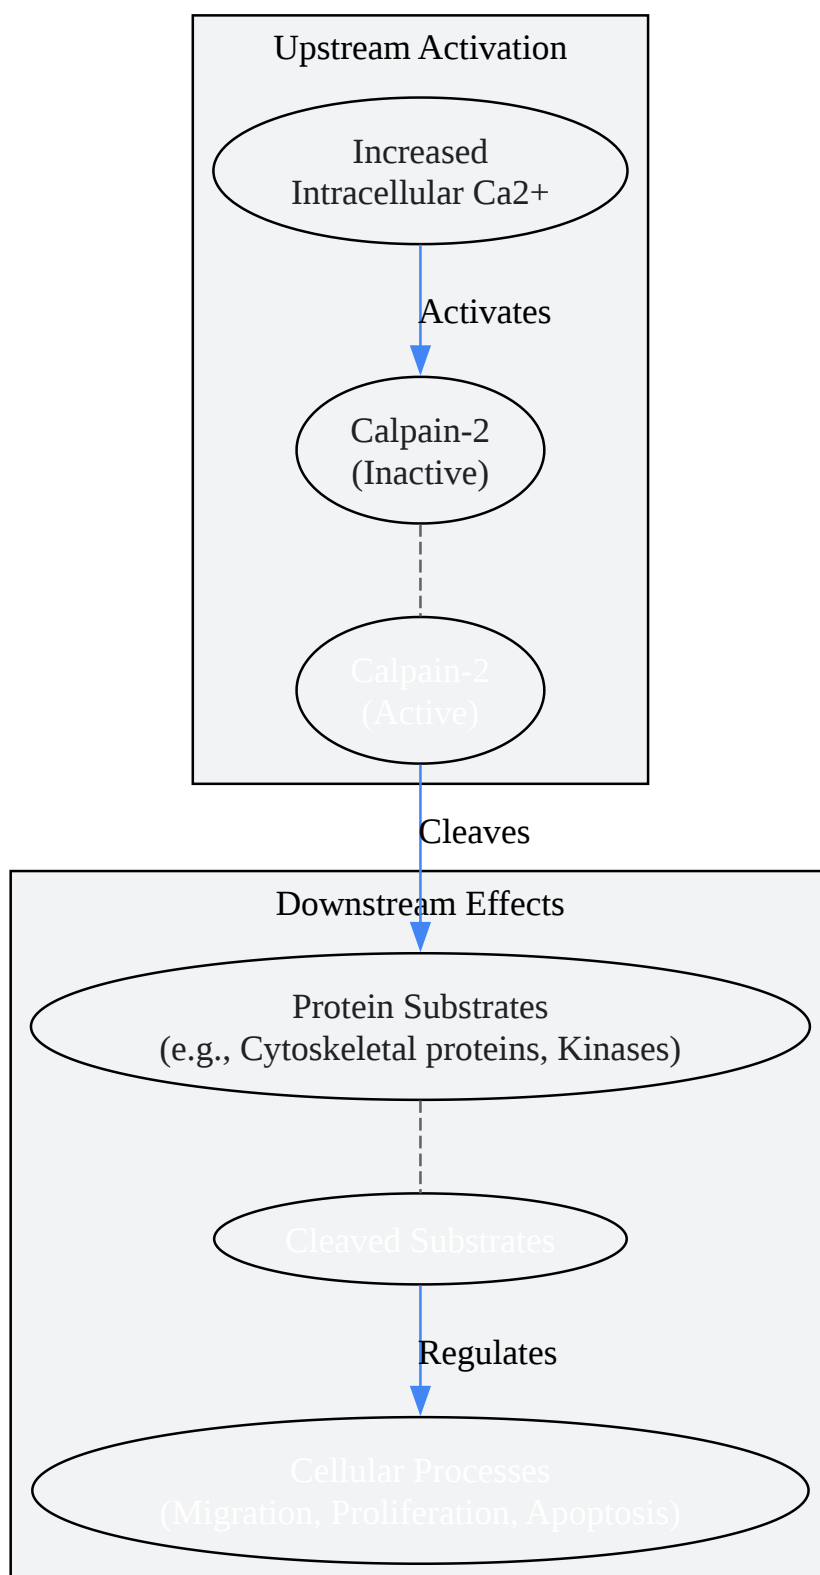 Upstream Activation
Increased
Intracellular Ca2+
Activates
Calpain-2
(Inactive)
Calpain-2
(Active)
Cleaves
Downstream Effects
Protein Substrates
(e.g., Cytoskeletal proteins, Kinases)
Cleaved Substrates
Regulates
Cellular Processes
(Migration, Proliferation, Apoptosis)